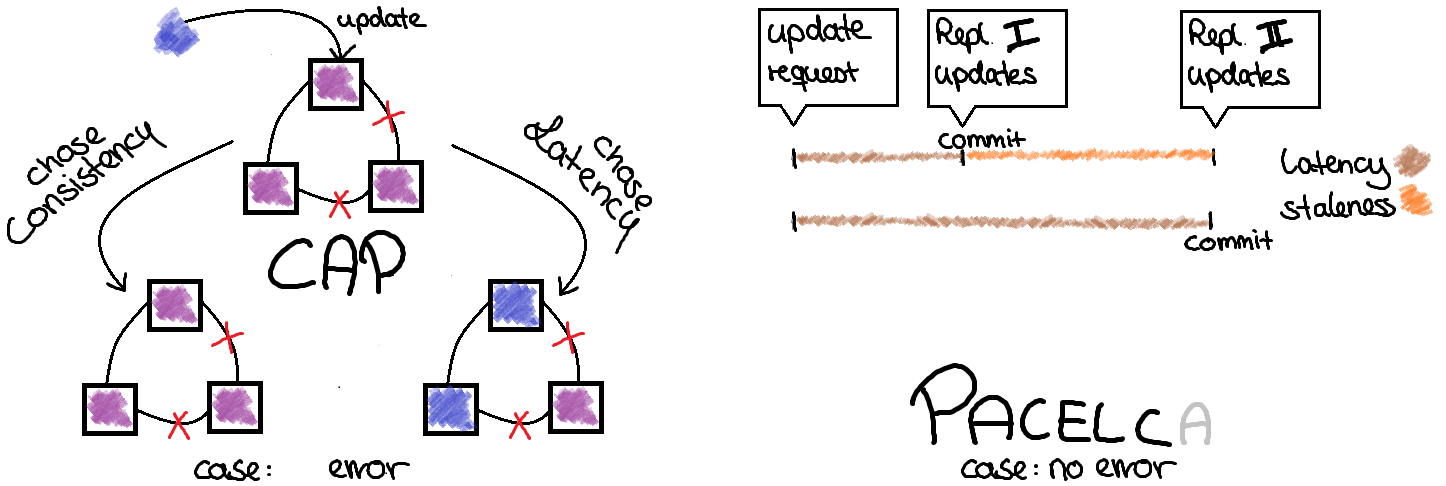 update
chose
Consistency
chose
Latency
CAP
case: error
update
request
Repl. I
updates
Repl. II
updates
commit
latency
staleness
commit
PACELCA
case: no error